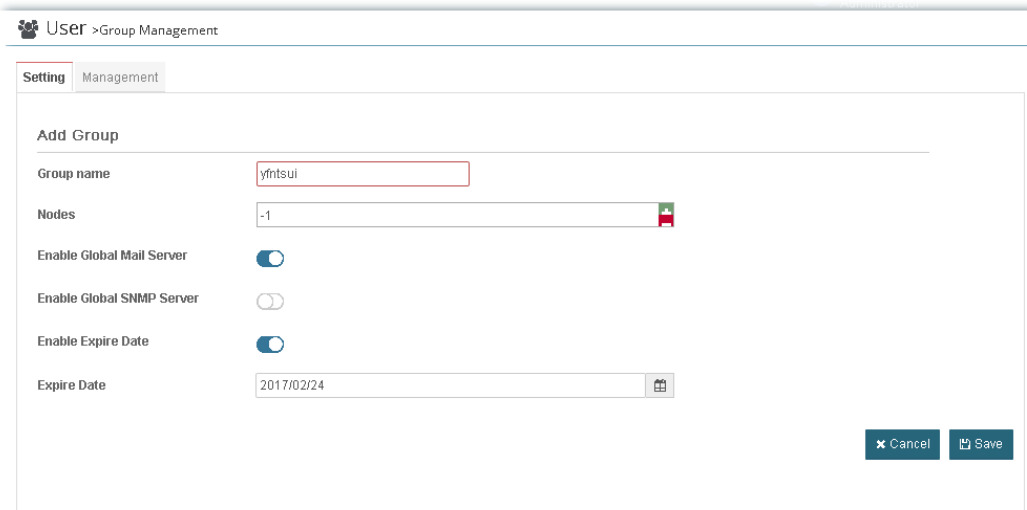 Administrator
User >Group Management
Setting Management
Add Group
Group name yfntsui
Nodes -1
Enable Global Mail Server
Enable Global SNMP Server
Enable Expire Date
Expire Date 2017/02/24
Cancel Save